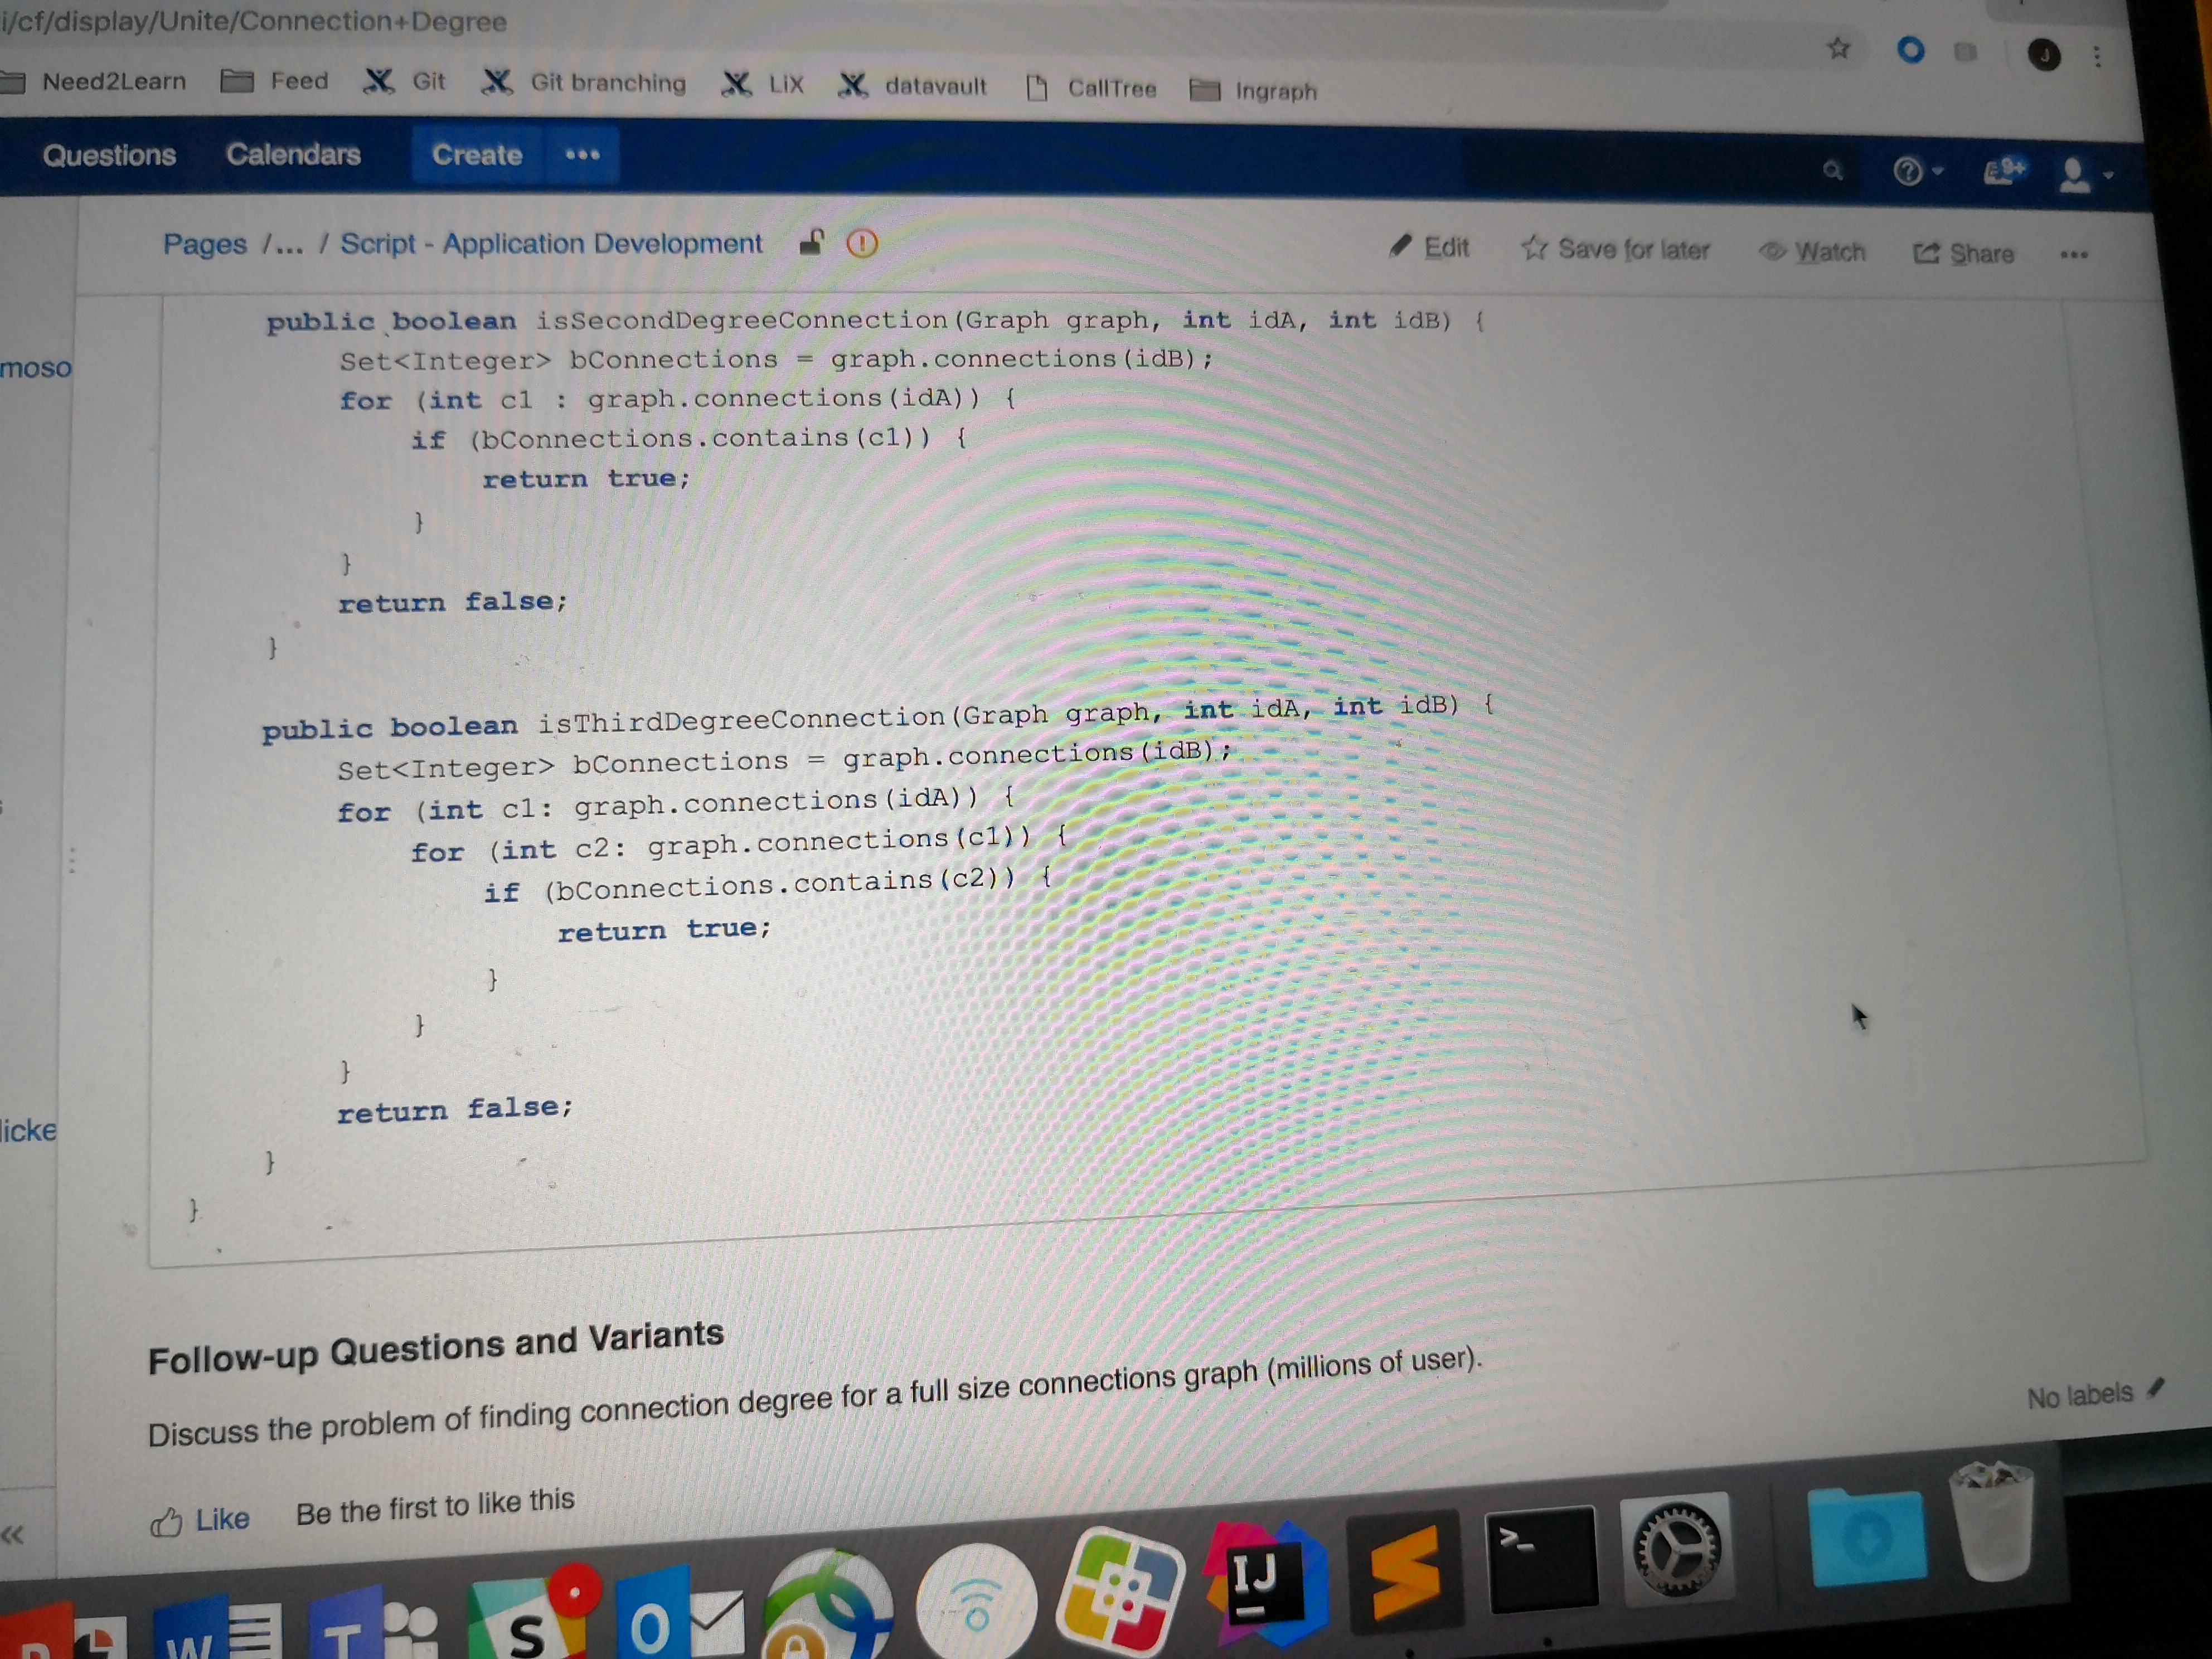 i/cf/display/Unite/Connection+Degree
Need2Learn Feed Git Git branching LiX datavault CallTree Ingraph
J
Questions Calendars Create •••
9+
Pages /... / Script - Application Development Edit Save for later Watch Share •••
public boolean isSecondDegreeConnection(Graph graph, int idA, int idB) {
Set<Integer> bConnections = graph.connections(idB);
moso
for (int c1 : graph.connections(idA)) {
if (bConnections.contains(c1)) {
return true;
}
}
return false;
}
public boolean isThirdDegreeConnection(Graph graph, int idA, int idB) {
Set<Integer> bConnections = graph.connections(idB);
for (int c1: graph.connections(idA)) {
for (int c2: graph.connections(c1)) {
if (bConnections.contains(c2)) {
return true;
}
}
}
return false;
licke
}
}
Follow-up Questions and Variants
Discuss the problem of finding connection degree for a full size connections graph (millions of user).
No labels
Like Be the first to like this
«
W T S O IJ >_